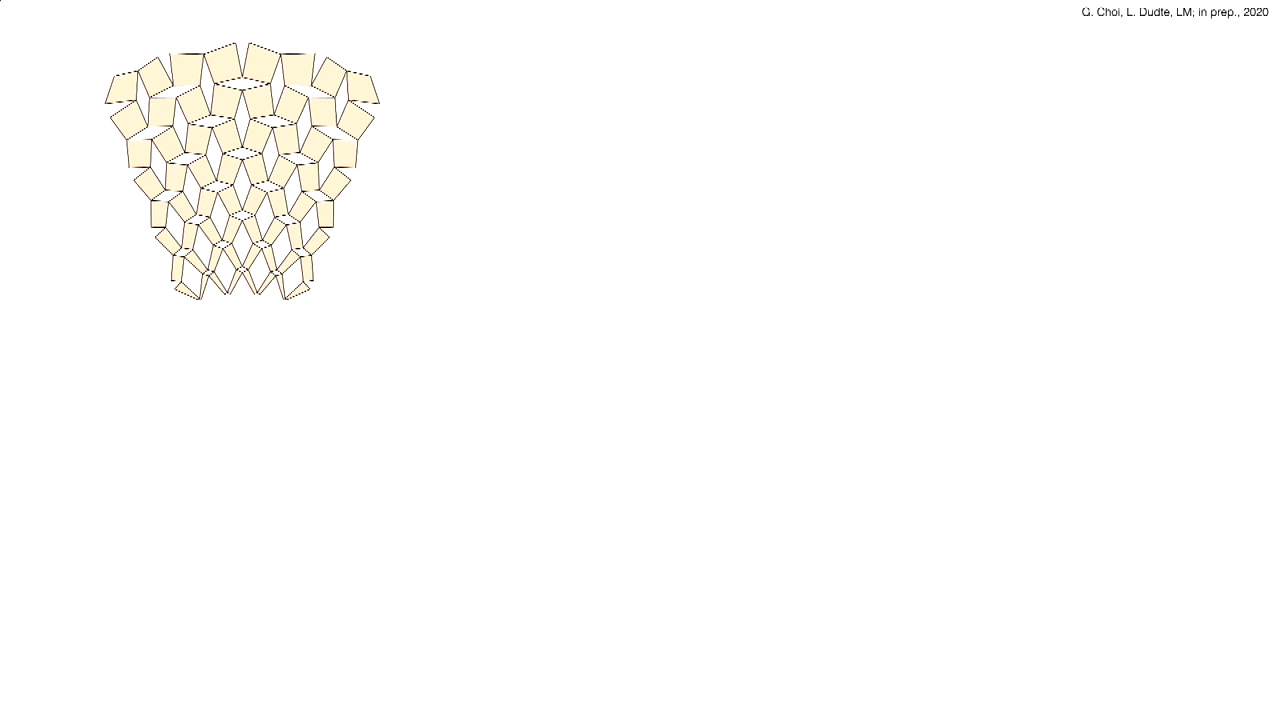 G. Choi, L. Dudte, LM; in prep., 2020